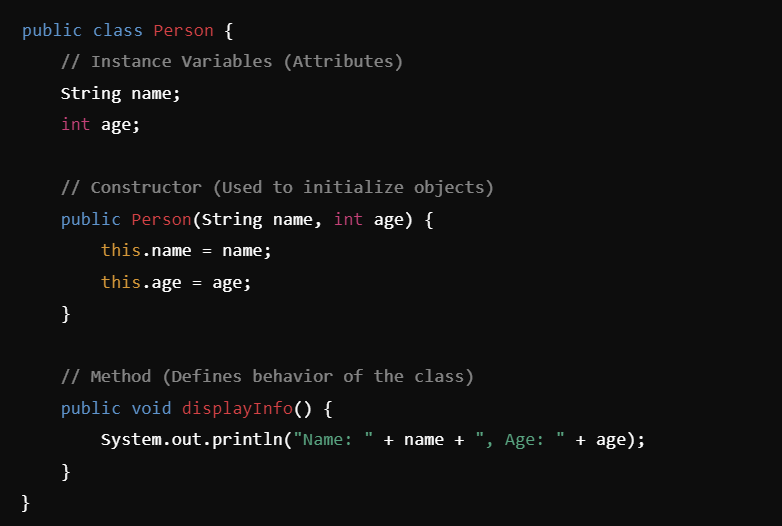 public class Person {
    // Instance Variables (Attributes)
    String name;
    int age;

    // Constructor (Used to initialize objects)
    public Person(String name, int age) {
        this.name = name;
        this.age = age;
    }

    // Method (Defines behavior of the class)
    public void displayInfo() {
        System.out.println("Name: " + name + ", Age: " + age);
    }
}